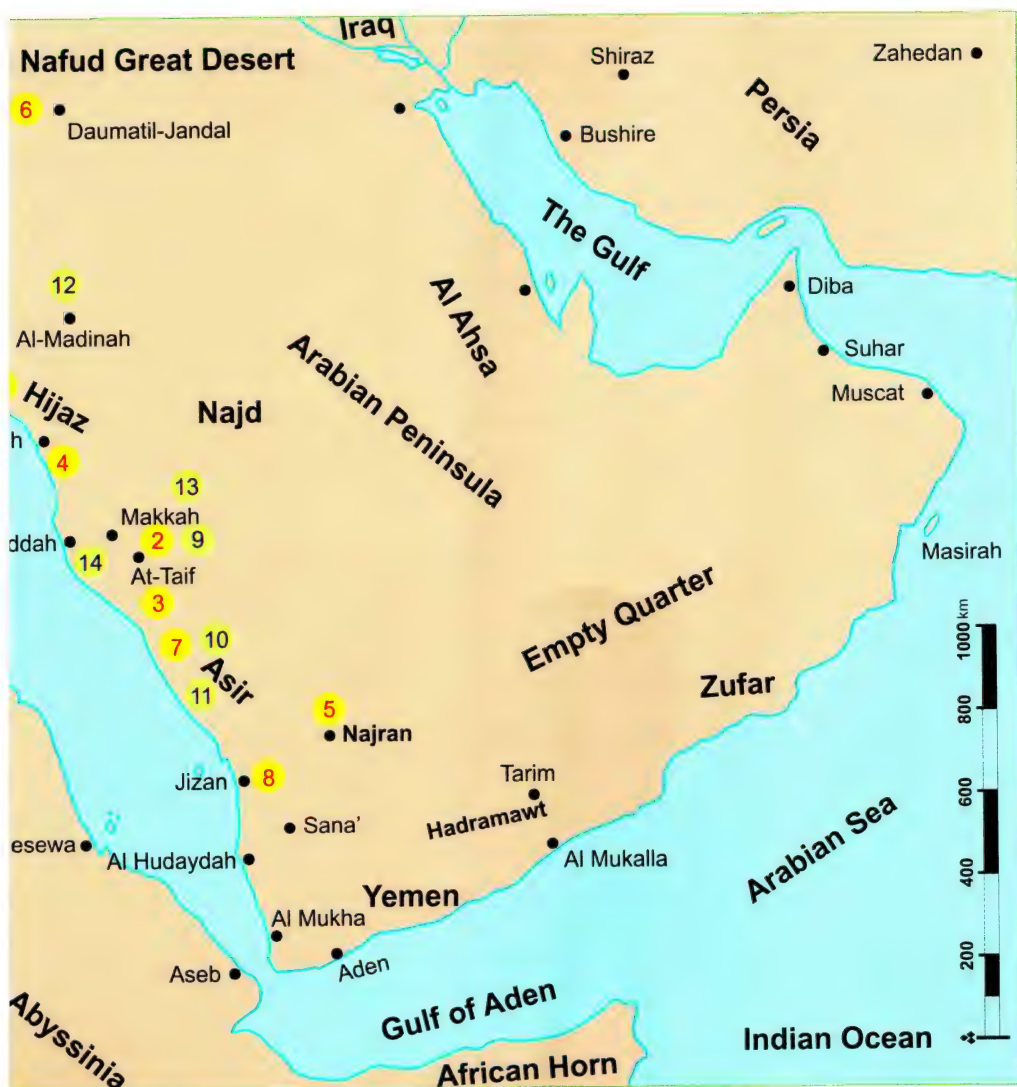 Iraq
Nafud Great Desert
Shiraz
Zahedan
6
Daumatil-Jandal
Persia
Bushire
The Gulf
12
Al-Madinah
Al Ahsa
Diba
Arabian Peninsula
Suhar
Hijaz
Najd
Muscat
h
4
13
Makkah
2
9
ddah
14
At-Taif
Masirah
3
Empty Quarter
1000 km
7
10
Asir
Zufar
11
5
800
Najran
Jizan
8
Tarim
600
Sana'
Hadramawt
esewa
Al Hudaydah
Al Mukalla
Arabian Sea
400
Yemen
Al Mukha
Aden
200
Aseb
Gulf of Aden
Abyssinia
African Horn
Indian Ocean